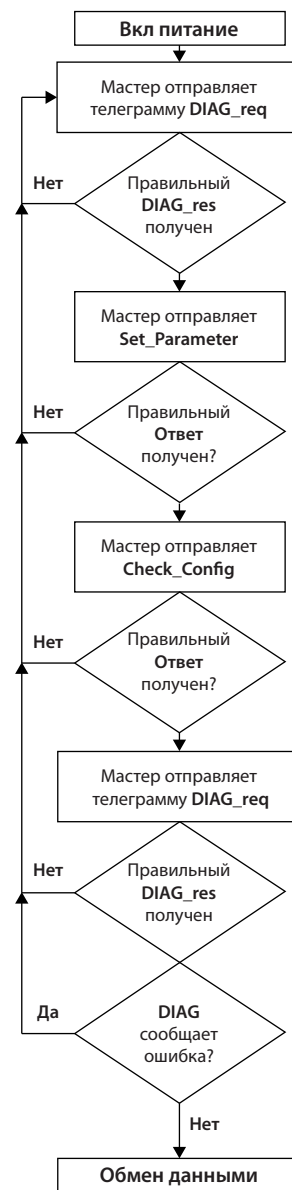 Вкл питание
Мастер отправляет
телеграмму DIAG_req
Нет
Правильный
DIAG_res
получен
Мастер отправляет
Set_Parameter
Нет
Правильный
Ответ
получен?
Мастер отправляет
Check_Config
Нет
Правильный
Ответ
получен?
Мастер отправляет
телеграмму DIAG_req
Нет
Правильный
DIAG_res
получен
Да
DIAG
сообщает
ошибка?
Нет
Обмен данными